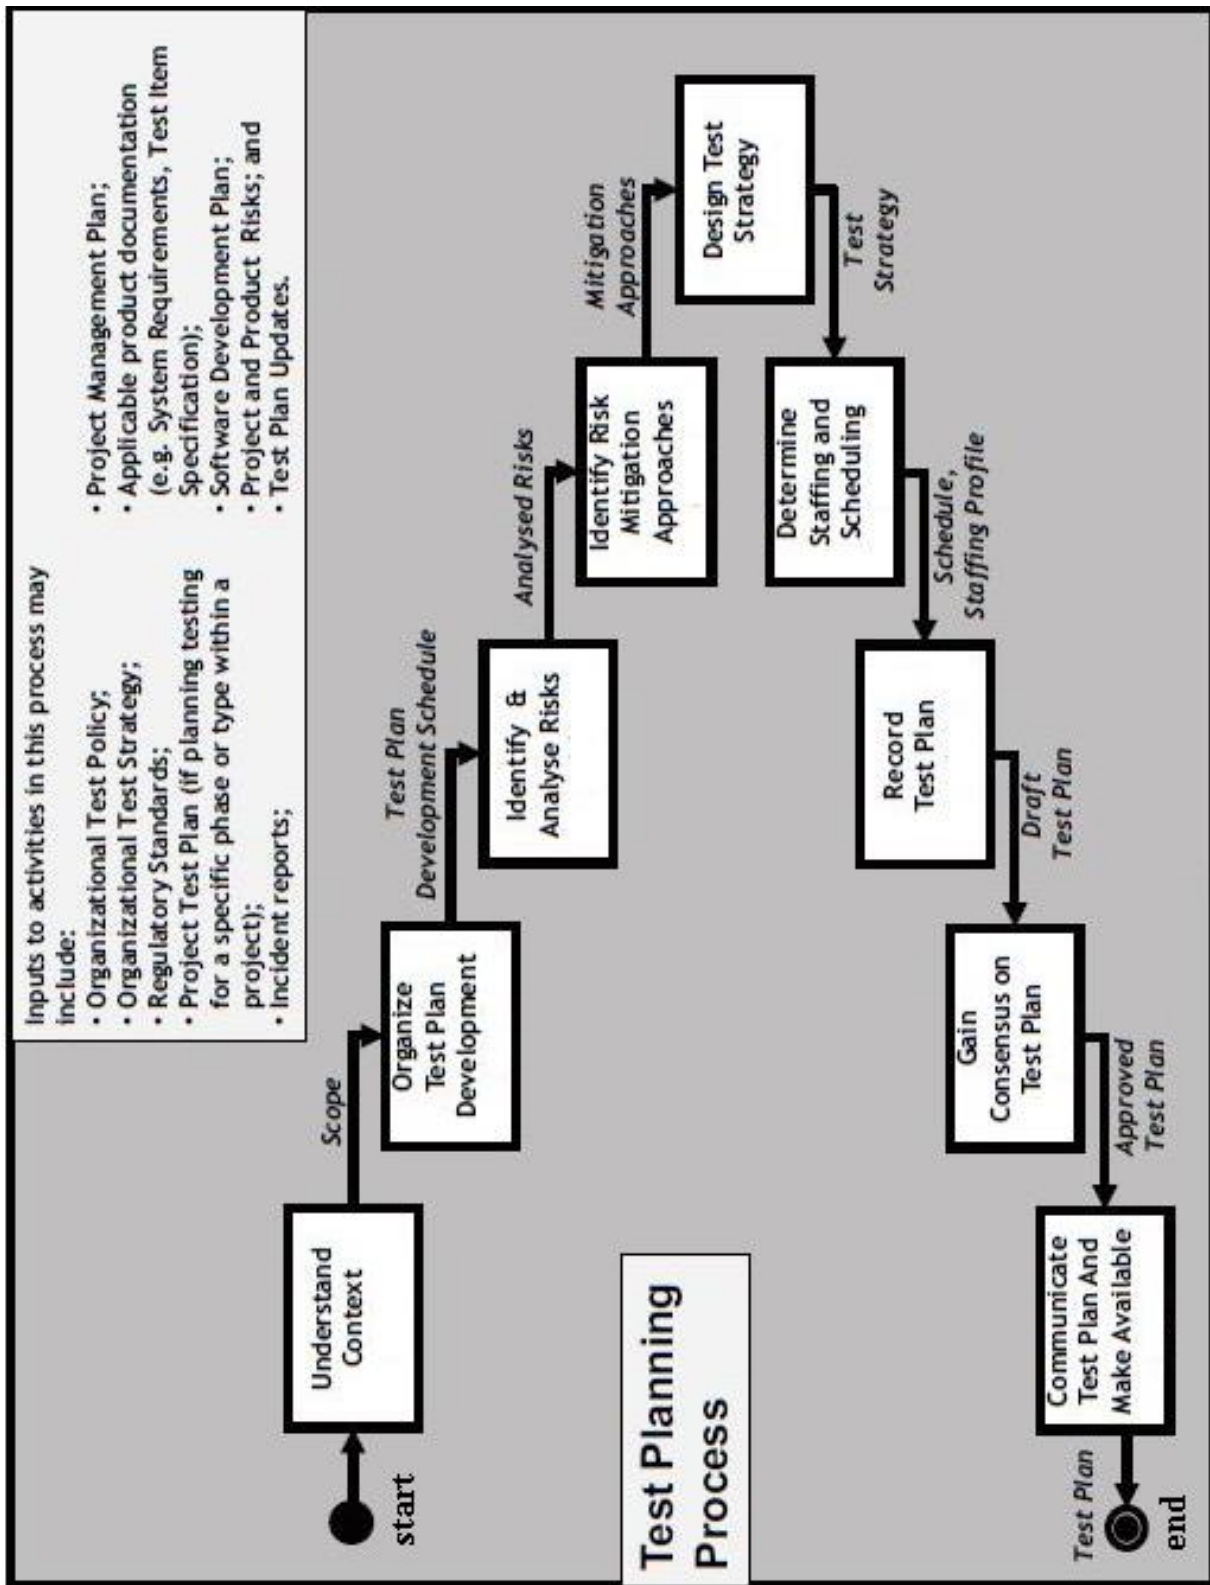 Inputs to activities in this process may
include:
• Organizational Test Policy;
• Organizational Test Strategy;
• Regulatory Standards;
• Project Test Plan (if planning testing
for a specific phase or type within a
project);
• Incident reports;
• Project Management Plan;
• Applicable product documentation
(e.g. System Requirements, Test Item
Specification);
• Software Development Plan;
• Project and Product Risks; and
• Test Plan Updates.
start
Understand
Context
Scope
Organize
Test Plan
Development
Test Plan
Development Schedule
Identify &
Analyse Risks
Analysed Risks
Identify Risk
Mitigation
Approaches
Mitigation
Approaches
Design Test
Strategy
Test
Strategy
Determine
Staffing and
Scheduling
Schedule,
Staffing Profile
Record
Test Plan
Draft
Test Plan
Gain
Consensus on
Test Plan
Approved
Test Plan
Communicate
Test Plan And
Make Available
Test Plan
end
Test Planning
Process